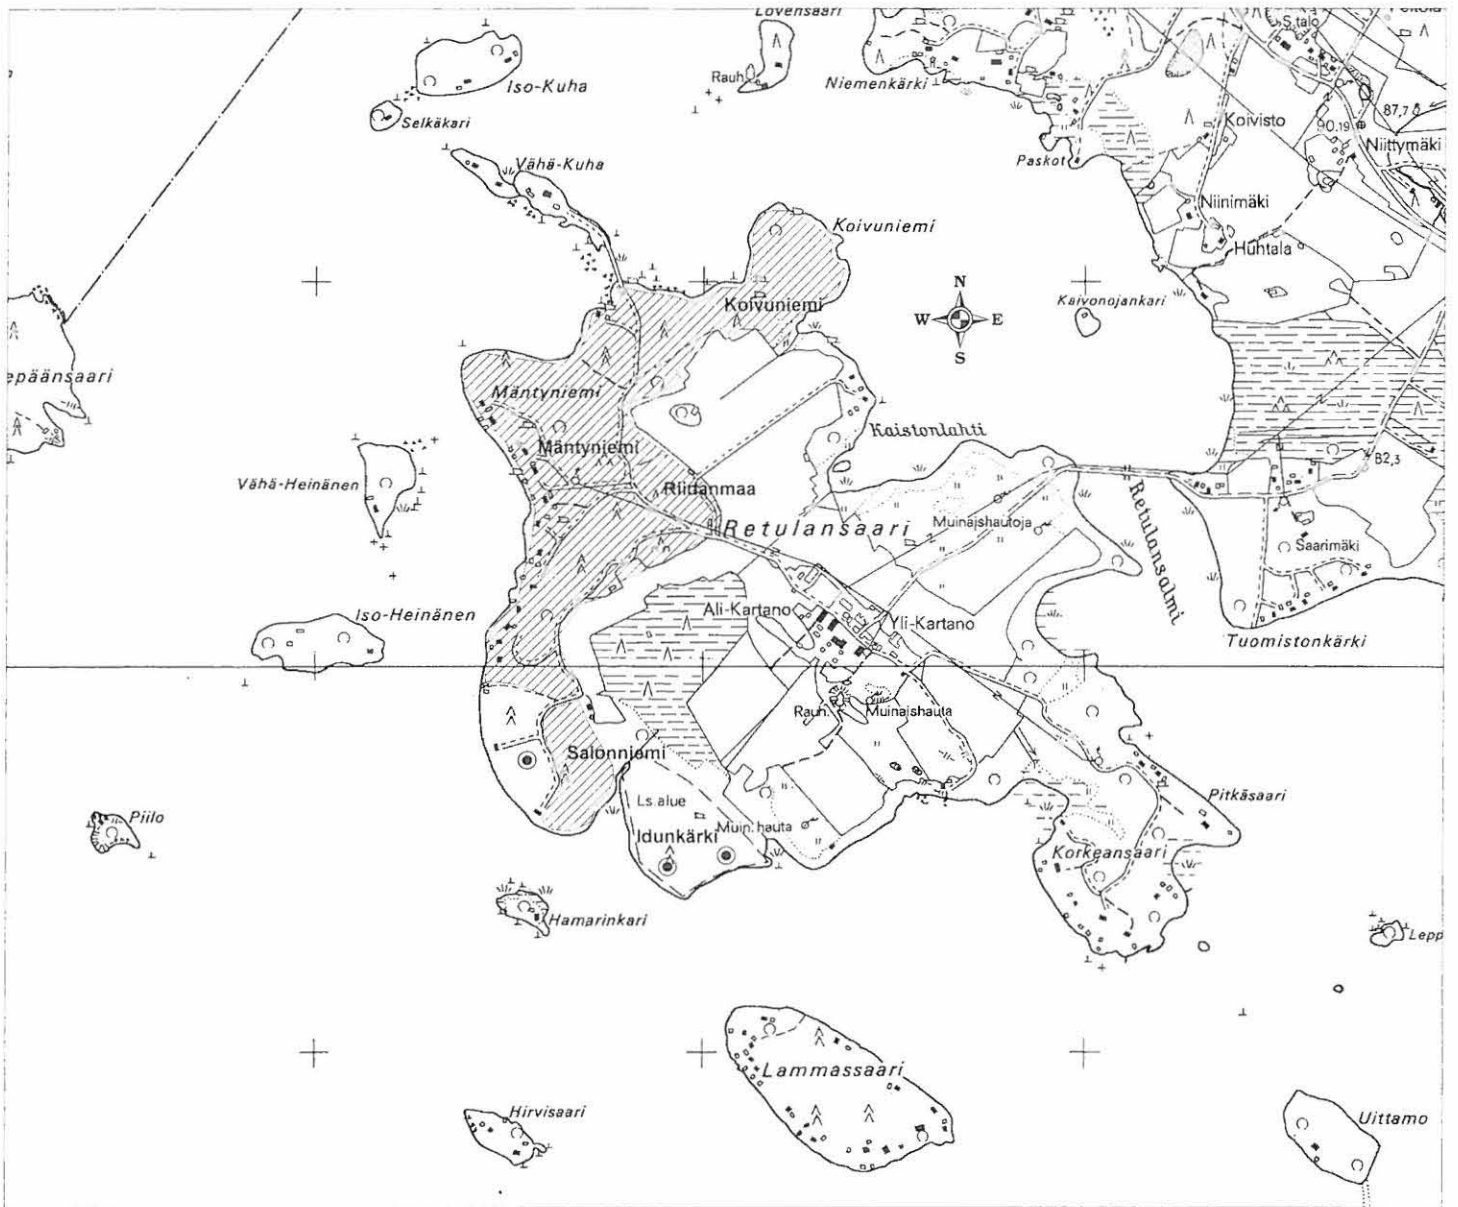 Lovensaari
S.talo
Iso-Kuha
Rauh.
Niemenkärki
Selkäkari
Koivisto
87,7
90.19
Niittymäki
Vähä-Kuha
Paskot
Niinimäki
Koivuniemi
Huhtala
N
Koivuniemi
W E
Kaivonojankari
S
epäänsaari
Mäntyniemi
Kaistonlahti
Mäntyniemi
82,3
Vähä-Heinänen
Riittanmaa
Retulansaari
Muinaishautoja
Retulansalmi
Saarimäki
Iso-Heinänen
Ali-Kartano
Yli-Kartano
Tuomistonkärki
Rauh.
Muinaishauta
Salonniemi
Pitkäsaari
Piilo
Ls.alue
Idunkärki
Muin.hauta
Korkeansaari
Hamarinkari
Lepp
Lammassaari
Hirvisaari
Uittamo